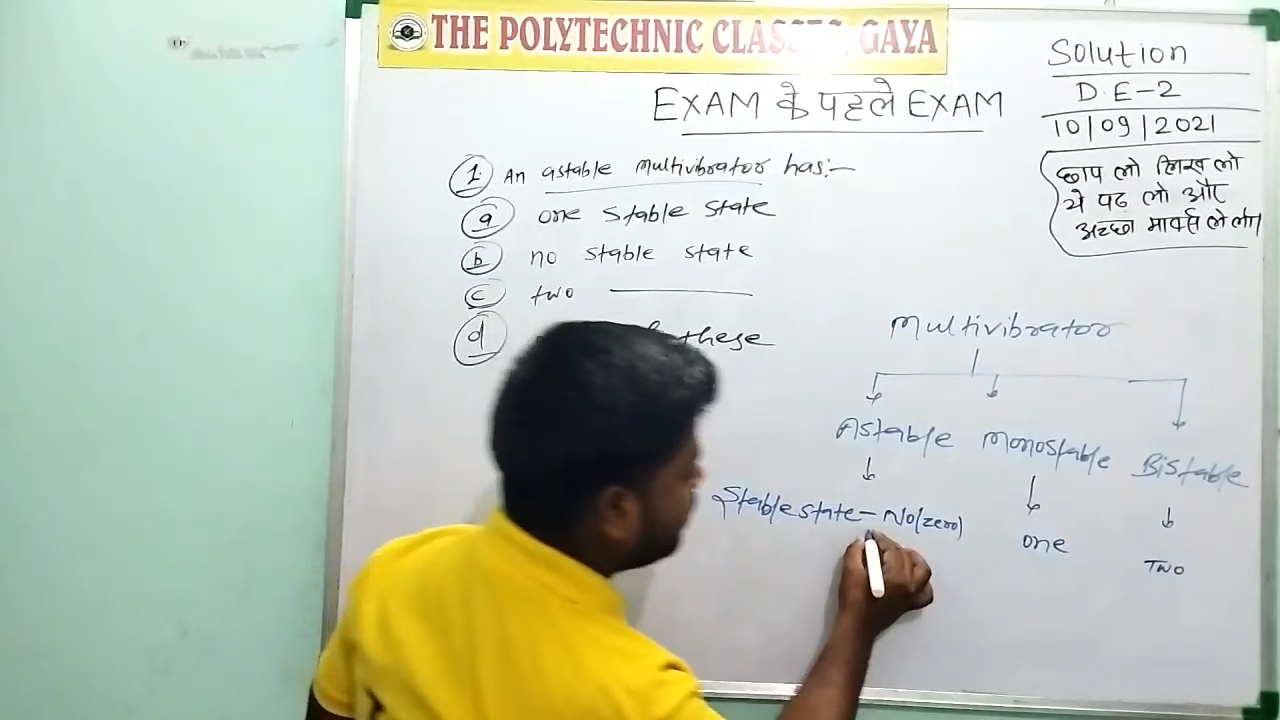 THE POLYTECHNIC CLASSES, GAYA
EXAM के पहले EXAM
Solution
D.E-2
10/09/2021
छाप लो लिख लो
ये पढ़ लो और
अच्छा मार्क्स ले लो।
1. An astable multivibrator has:-
a one stable state
b no stable state
c two
d these
Multivibrator
Astable Monostable Bistable
Stable state - No(zero) one Two